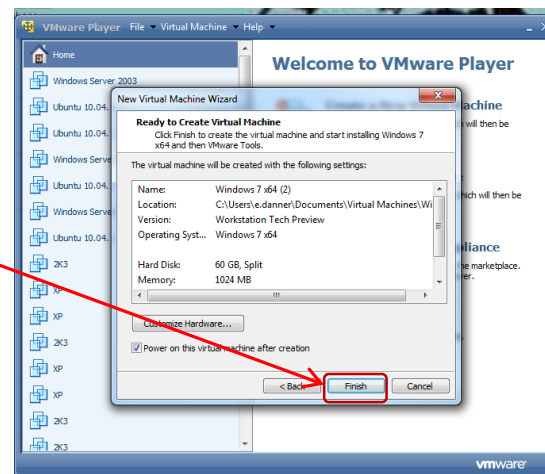 VMware Player File Virtual Machine Help
Home
Windows Server 2003
Ubuntu 10.04.
Ubuntu 10.04.
Windows Serve
Ubuntu 10.04.
Windows Serve
Ubuntu 10.04.
2K3
XP
XP
2K3
XP
XP
2K3
2K3
Welcome to VMware Player
achine
will then be
hich will then be
pliance
e marketplace.
er.
New Virtual Machine Wizard
Ready to Create Virtual Machine
Click Finish to create the virtual machine and start installing Windows 7
x64 and then VMware Tools.
The virtual machine will be created with the following settings:
Name: Windows 7 x64 (2)
Location: C:\Users\e.danner\Documents\Virtual Machines\Wi
Version: Workstation Tech Preview
Operating Syst... Windows 7 x64
Hard Disk: 60 GB, Split
Memory: 1024 MB
Customize Hardware...
Power on this virtual machine after creation
< Back Finish Cancel
vmware